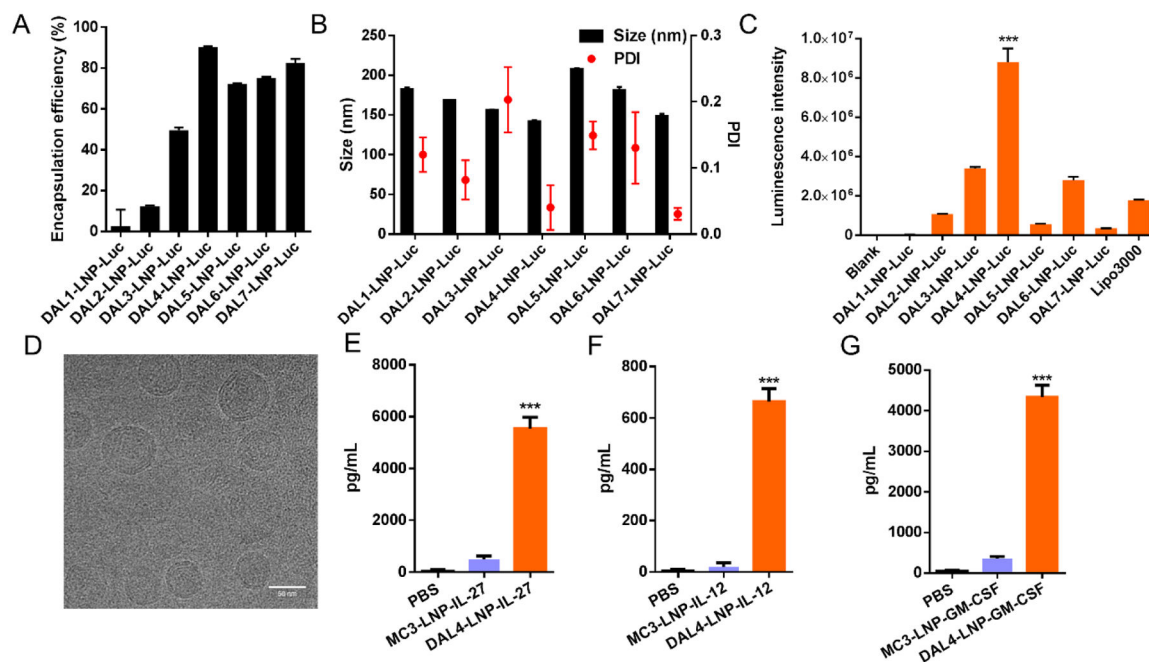 A
Encapsulation efficiency (%)
100
80
60
40
20
0
DAL1-LNP-Luc
DAL2-LNP-Luc
DAL3-LNP-Luc
DAL4-LNP-Luc
DAL5-LNP-Luc
DAL6-LNP-Luc
DAL7-LNP-Luc
B
Size (nm)
PDI
Size (nm)
250
200
150
100
50
0
0.3
0.2
0.1
0.0
PDI
DAL1-LNP-Luc
DAL2-LNP-Luc
DAL3-LNP-Luc
DAL4-LNP-Luc
DAL5-LNP-Luc
DAL6-LNP-Luc
DAL7-LNP-Luc
C
Luminescence intensity
1.0×10⁷
8.0×10⁶
6.0×10⁶
4.0×10⁶
2.0×10⁶
0
***
Blank
DAL1-LNP-Luc
DAL2-LNP-Luc
DAL3-LNP-Luc
DAL4-LNP-Luc
DAL5-LNP-Luc
DAL6-LNP-Luc
DAL7-LNP-Luc
Lipo3000
D
50 nm
E
pg/mL
8000
6000
4000
2000
0
***
PBS
MC3-LNP-IL-27
DAL4-LNP-IL-27
F
pg/mL
800
600
400
200
0
***
PBS
MC3-LNP-IL-12
DAL4-LNP-IL-12
G
pg/mL
5000
4000
3000
2000
1000
0
***
PBS
MC3-LNP-GM-CSF
DAL4-LNP-GM-CSF